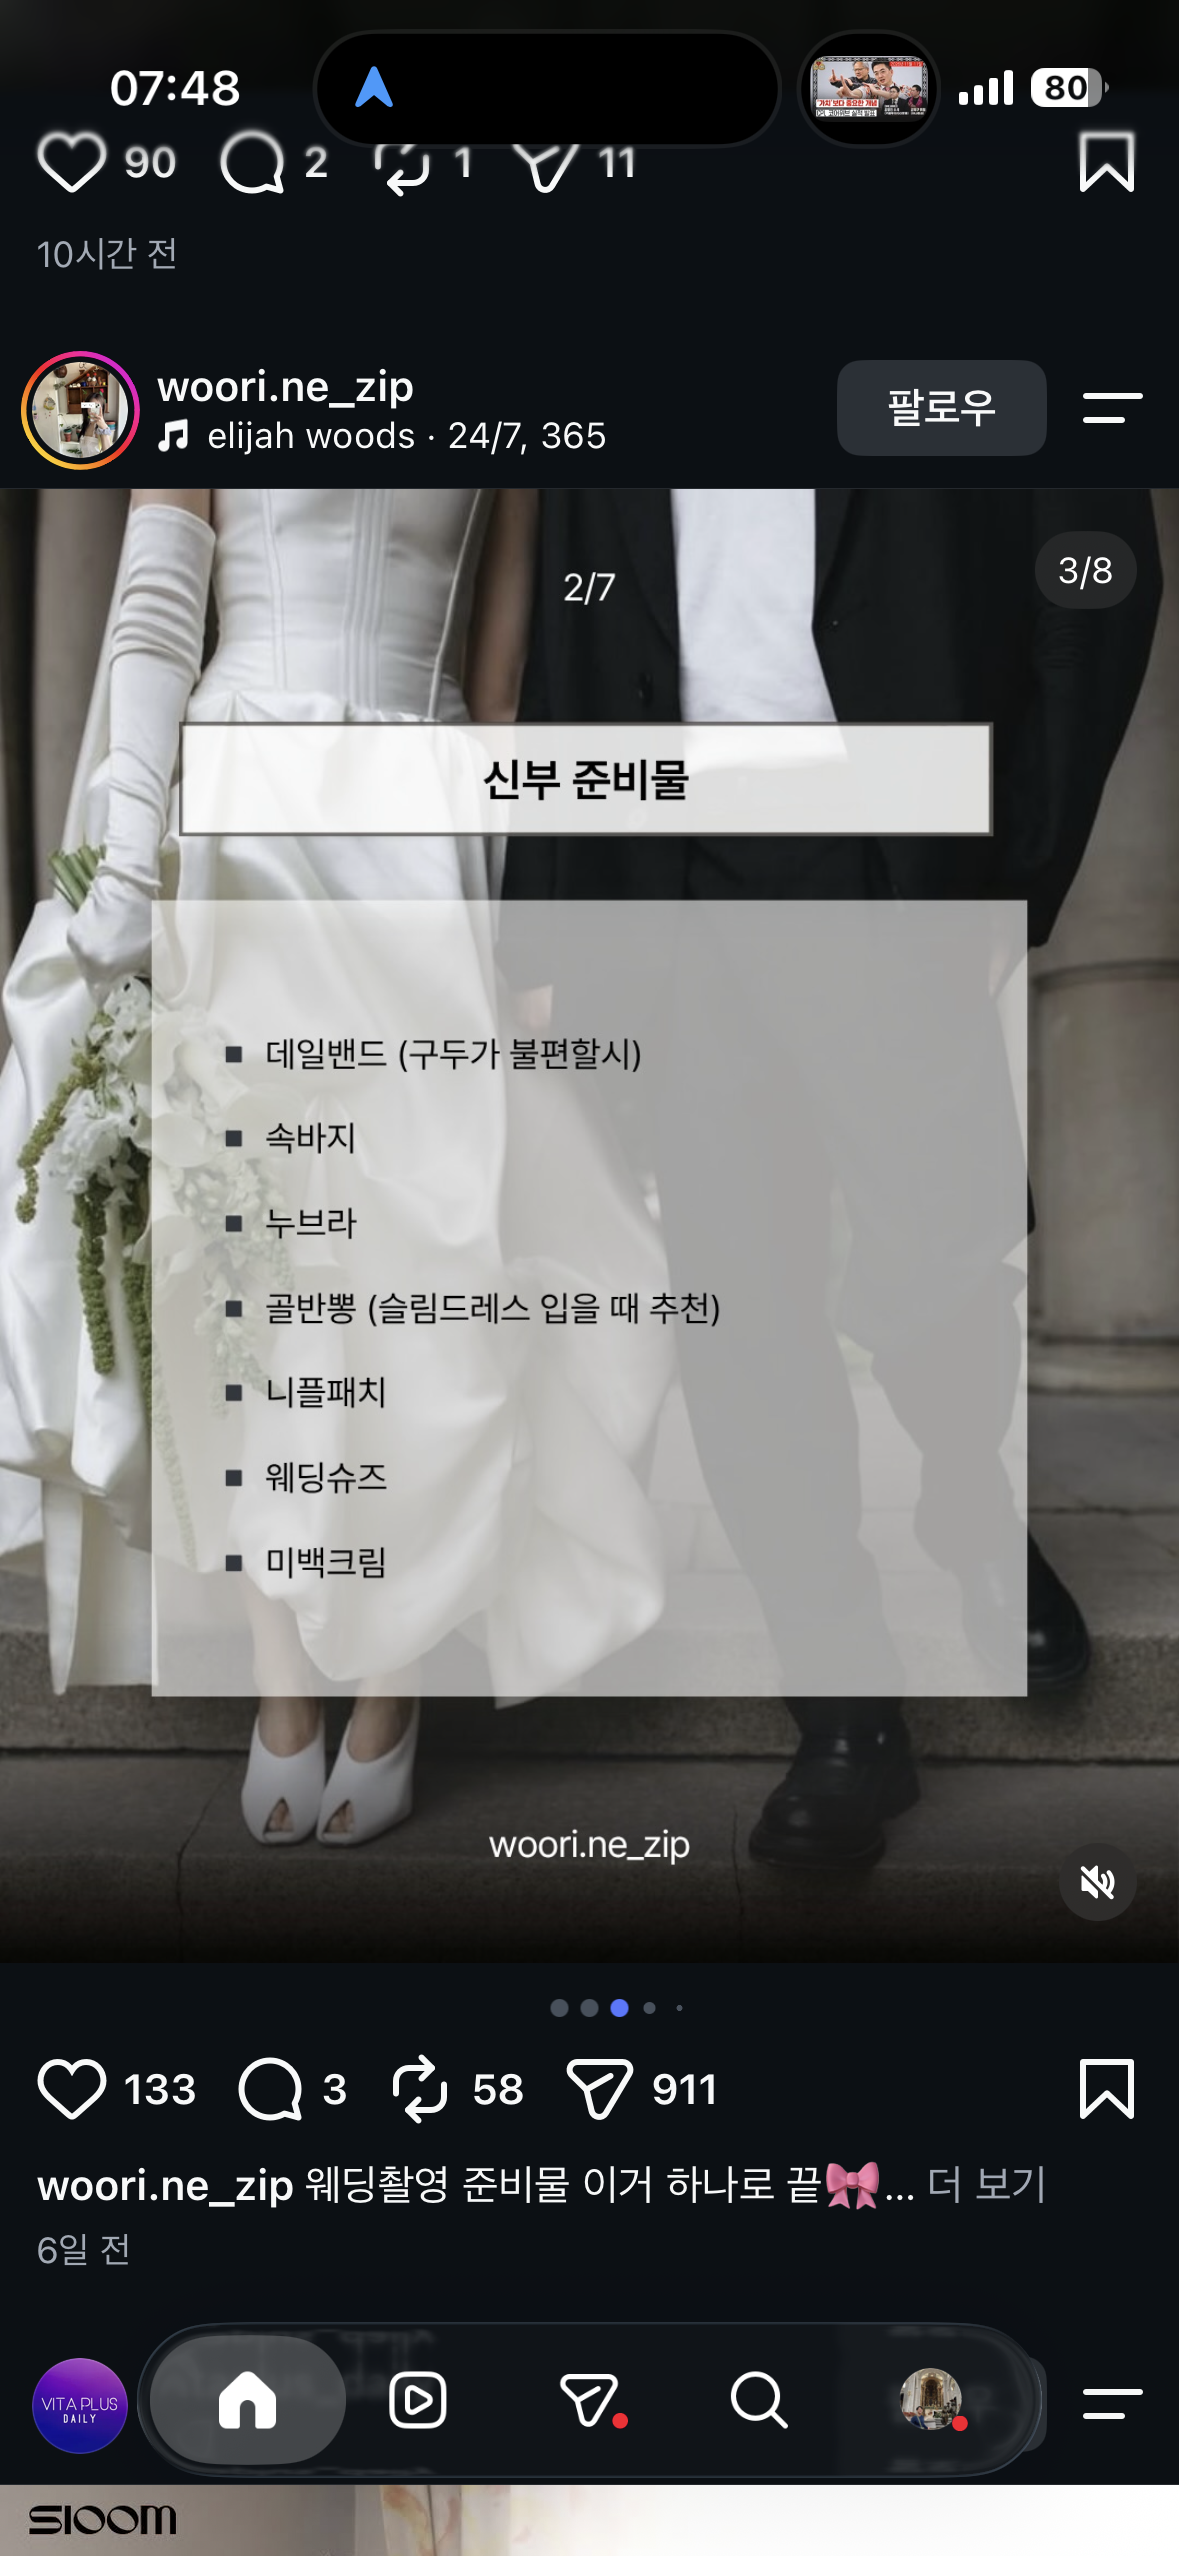 07:48
80
90 2 1 11
10시간 전
woori.ne_zip
elijah woods · 24/7, 365
팔로우
3/8
2/7
신부 준비물
■ 데일밴드 (구두가 불편할시)
■ 속바지
■ 누브라
■ 골반뽕 (슬림드레스 입을 때 추천)
■ 니플패치
■ 웨딩슈즈
■ 미백크림
woori.ne_zip
133 3 58 911
woori.ne_zip 웨딩촬영 준비물 이거 하나로 끝🎀... 더 보기
6일 전
VITA PLUS
DAILY
SIOOM